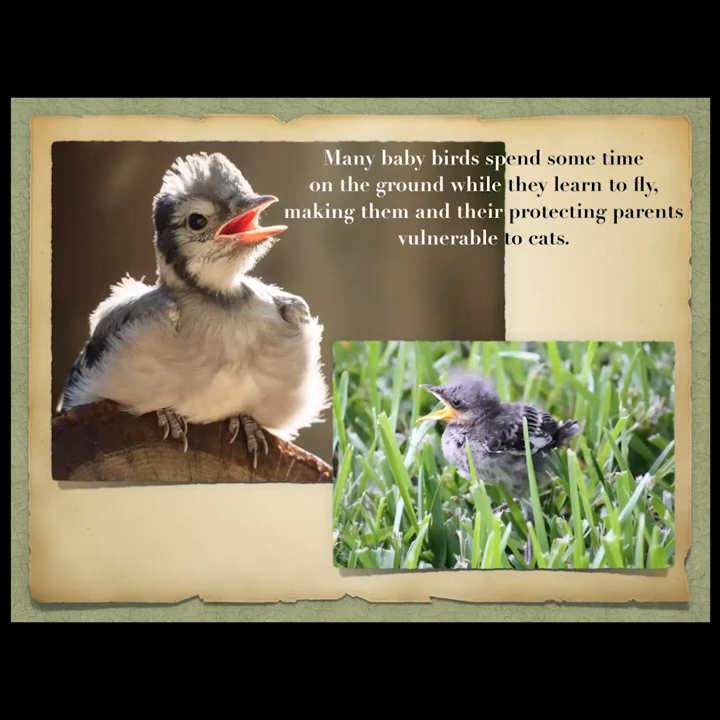 Many baby birds spend some time
on the ground while they learn to fly,
making them and their protecting parents
vulnerable to cats.